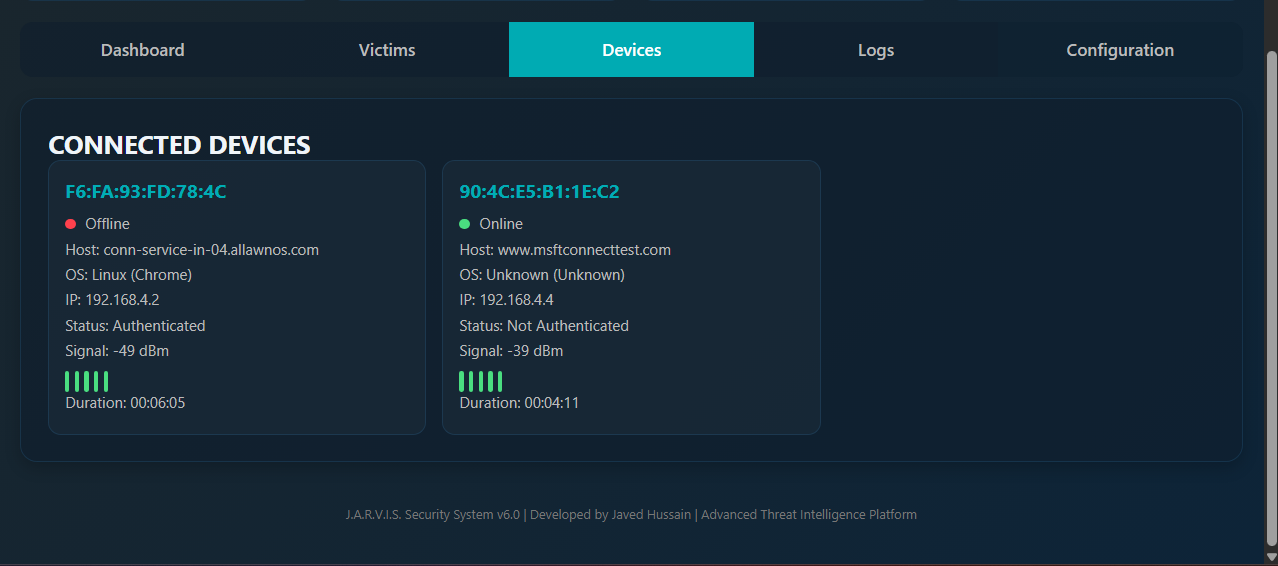 Dashboard Victims Devices Logs Configuration
CONNECTED DEVICES
F6:FA:93:FD:78:4C
Offline
Host: conn-service-in-04.allawnos.com
OS: Linux (Chrome)
IP: 192.168.4.2
Status: Authenticated
Signal: -49 dBm
Duration: 00:06:05
90:4C:E5:B1:1E:C2
Online
Host: www.msftconnecttest.com
OS: Unknown (Unknown)
IP: 192.168.4.4
Status: Not Authenticated
Signal: -39 dBm
Duration: 00:04:11
J.A.R.V.I.S. Security System v6.0 | Developed by Javed Hussain | Advanced Threat Intelligence Platform